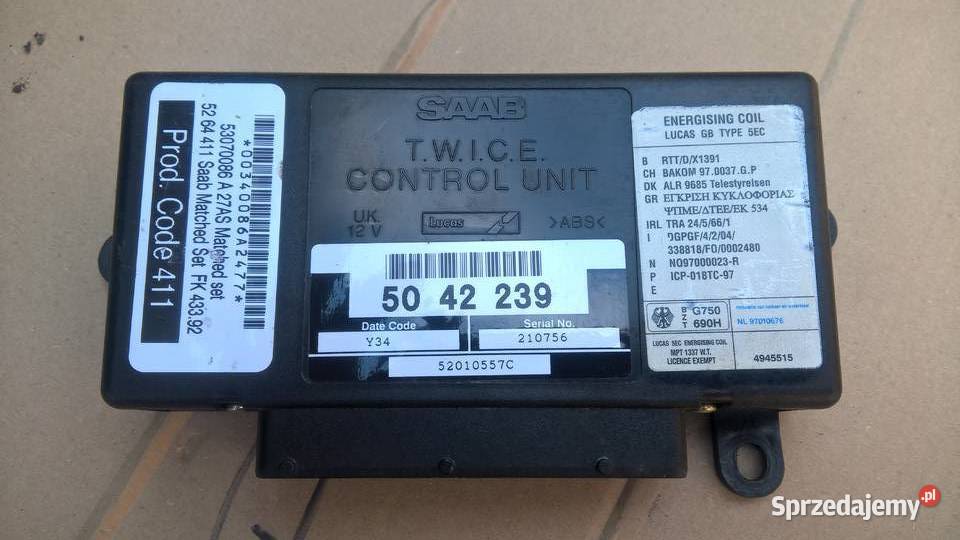 *00340086A2477*
53070086 A 27AS Matched set
52 64 411 Saab Matched Set FK 433.92
Prod. Code 411
SAAB
T.W.I.C.E.
CONTROL UNIT
UK.
12 V
Lucas
>ABS<
50 42 239
Date Code
Serial No.
Y34
210756
52010557C
ENERGISING COIL
LUCAS GB TYPE 5EC
B RTT/D/X1391
CH BAKOM 97.0037.G.P
DK ALR 9685 Telestyreisen
GR ΕΓΚΡΙΣΗ ΚΥΚΛΟΦΟΡΙΑΣ
ΨΤΙΜΕ/ΔΤΕΕ/ΕΚ 534
IRL TRA 24/5/66/1
I DGPGF/4/2/04/
338818/FO/0002480
N NO97000023-R
P ICP-018TC-97
E
BZT
G750
690H
NL 97010676
LUCAS 5EC ENERGISING COIL
MPT 1337 W.T.
LICENCE EXEMPT
4945515
Sprzedajemy.pl